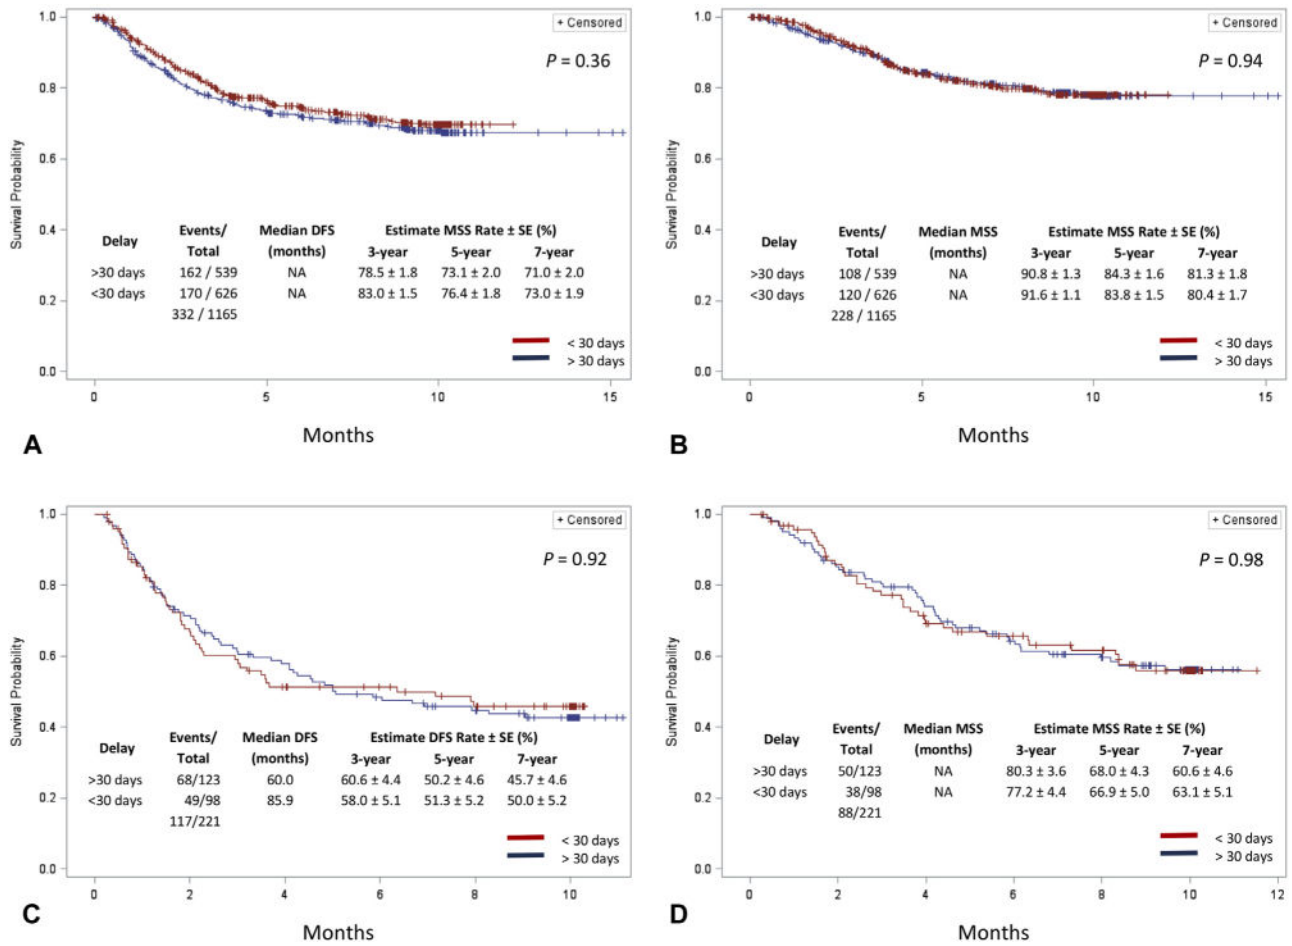 1.0
+ Censored
P = 0.36
0.8
0.6
Survival Probability
0.4
Delay Events/ Total Median DFS (months) Estimate MSS Rate ± SE (%)
3-year 5-year 7-year
>30 days 162 / 539 NA 78.5 ± 1.8 73.1 ± 2.0 71.0 ± 2.0
<30 days 170 / 626 NA 83.0 ± 1.5 76.4 ± 1.8 73.0 ± 1.9
332 / 1165
0.2
< 30 days
> 30 days
0.0
0 5 10 15
Months
A
1.0
+ Censored
P = 0.94
0.8
0.6
Survival Probability
0.4
Delay Events/ Total Median MSS (months) Estimate MSS Rate ± SE (%)
3-year 5-year 7-year
>30 days 108 / 539 NA 90.8 ± 1.3 84.3 ± 1.6 81.3 ± 1.8
<30 days 120 / 626 NA 91.6 ± 1.1 83.8 ± 1.5 80.4 ± 1.7
228 / 1165
0.2
< 30 days
> 30 days
0.0
0 5 10 15
Months
B
1.0
+ Censored
P = 0.92
0.8
0.6
Survival Probability
0.4
Delay Events/ Total Median DFS (months) Estimate DFS Rate ± SE (%)
3-year 5-year 7-year
>30 days 68/123 60.0 60.6 ± 4.4 50.2 ± 4.6 45.7 ± 4.6
<30 days 49/98 85.9 58.0 ± 5.1 51.3 ± 5.2 50.0 ± 5.2
117/221
0.2
< 30 days
> 30 days
0.0
0 2 4 6 8 10
Months
C
1.0
+ Censored
P = 0.98
0.8
0.6
Survival Probability
0.4
Delay Events/ Total Median MSS (months) Estimate MSS Rate ± SE (%)
3-year 5-year 7-year
>30 days 50/123 NA 80.3 ± 3.6 68.0 ± 4.3 60.6 ± 4.6
<30 days 38/98 NA 77.2 ± 4.4 66.9 ± 5.0 63.1 ± 5.1
88/221
0.2
< 30 days
> 30 days
0.0
0 2 4 6 8 10 12
Months
D